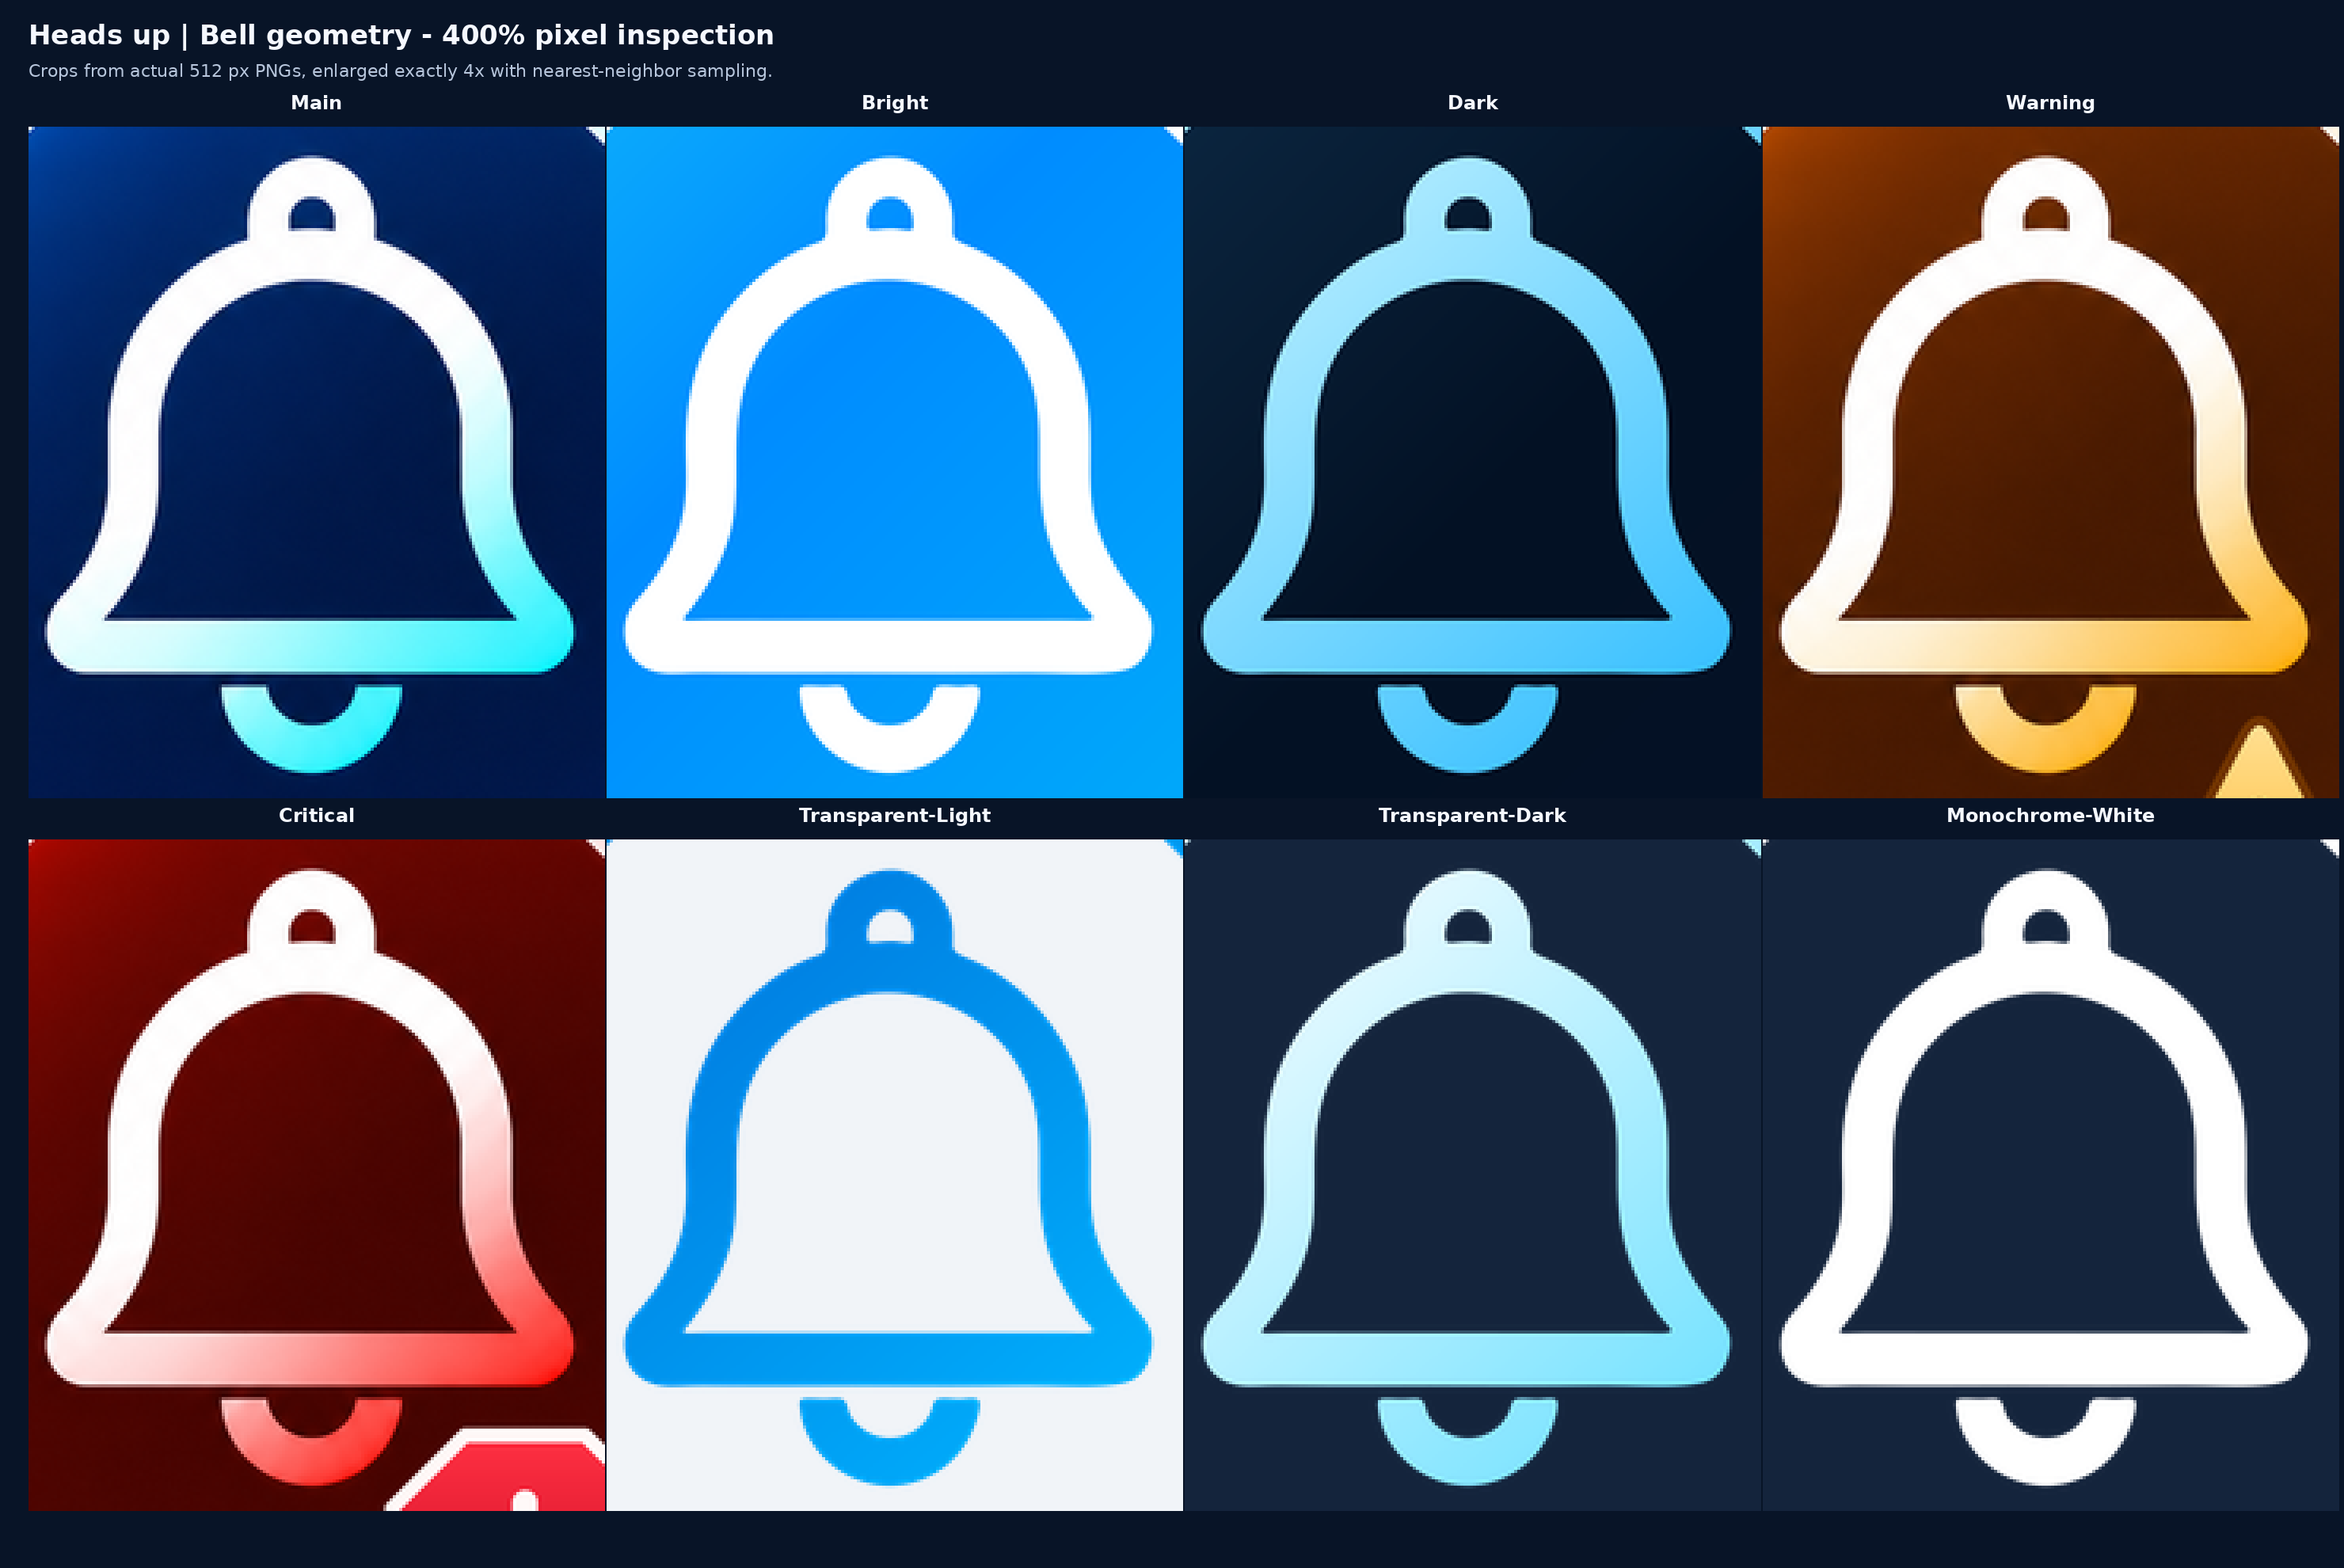 Heads up | Bell geometry - 400% pixel inspection
Crops from actual 512 px PNGs, enlarged exactly 4x with nearest-neighbor sampling.
Main
Bright
Dark
Warning
Critical
Transparent-Light
Transparent-Dark
Monochrome-White